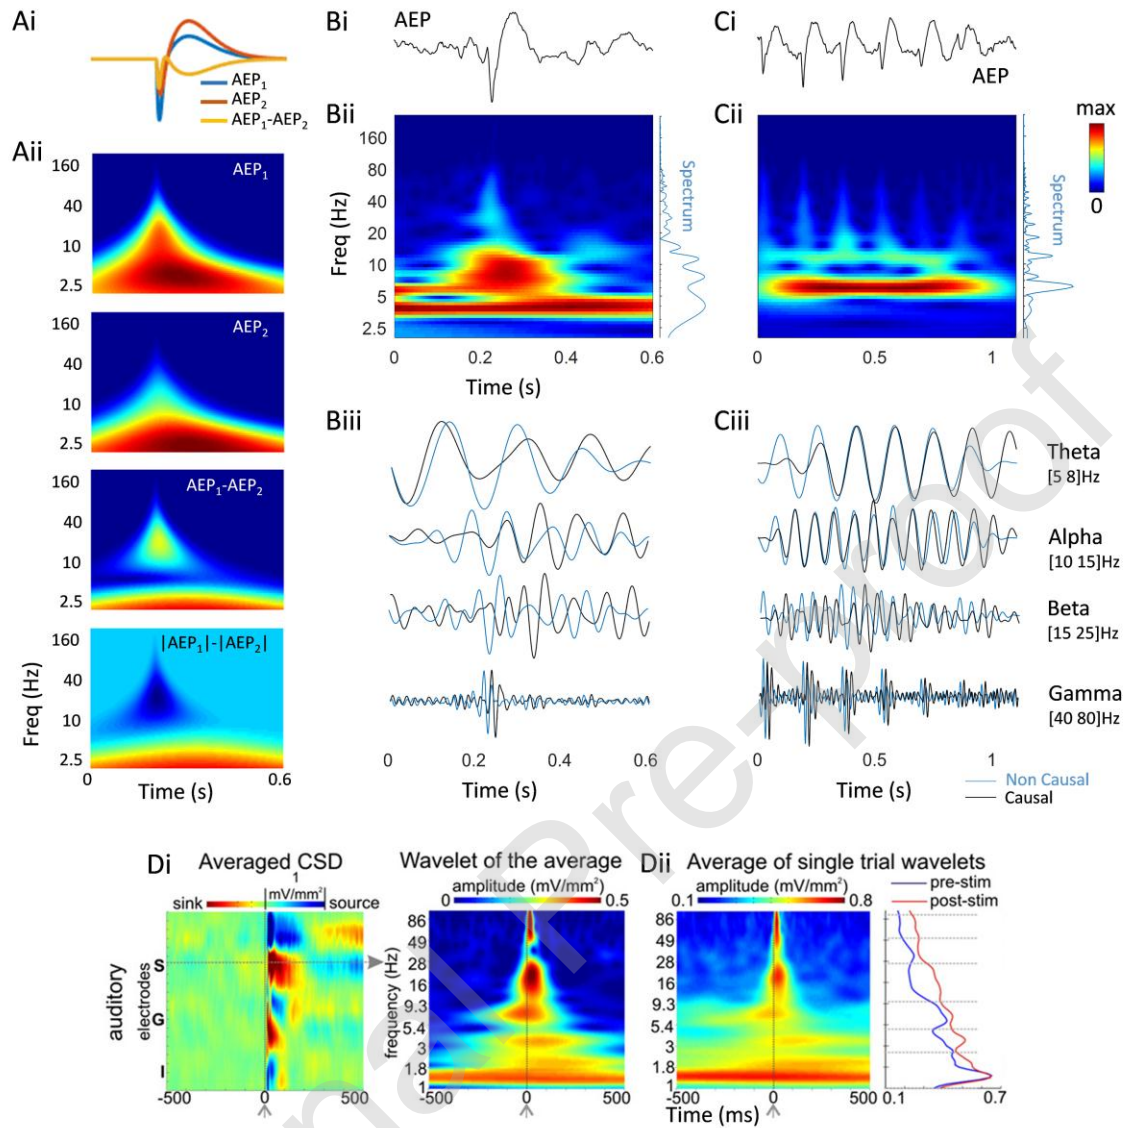 Ai
AEP1
AEP2
AEP1-AEP2
Bi
AEP
Ci
AEP
Aii
160
40
10
2.5
AEP1
160
40
10
2.5
AEP2
160
40
10
2.5
AEP1-AEP2
160
40
10
2.5
|AEP1|-|AEP2|
Freq (Hz)
0 0.6
Time (s)
Bii
160
80
40
20
10
5
2.5
Freq (Hz)
Spectrum
0 0.2 0.4 0.6
Time (s)
Cii
Spectrum
max
0
0 0.5 1
Biii
0 0.2 0.4 0.6
Time (s)
Ciii
Theta
[5 8]Hz
Alpha
[10 15]Hz
Beta
[15 25]Hz
Gamma
[40 80]Hz
0 0.5 1
Time (s)
Non Causal
Causal
Di
Averaged CSD
1
sink mV/mm2 source
auditory
electrodes
S
G
I
-500 0 500
Wavelet of the average
amplitude (mV/mm2)
0 0.5
frequency (Hz)
86
49
28
16
9.3
5.4
3
1.8
1
-500 0 500
Dii
Average of single trial wavelets
amplitude (mV/mm2)
0.1 0.8
86
49
28
16
9.3
5.4
3
1.8
1
-500 0 500
Time (ms)
pre-stim
post-stim
0.1 0.7
nal Pre-proof